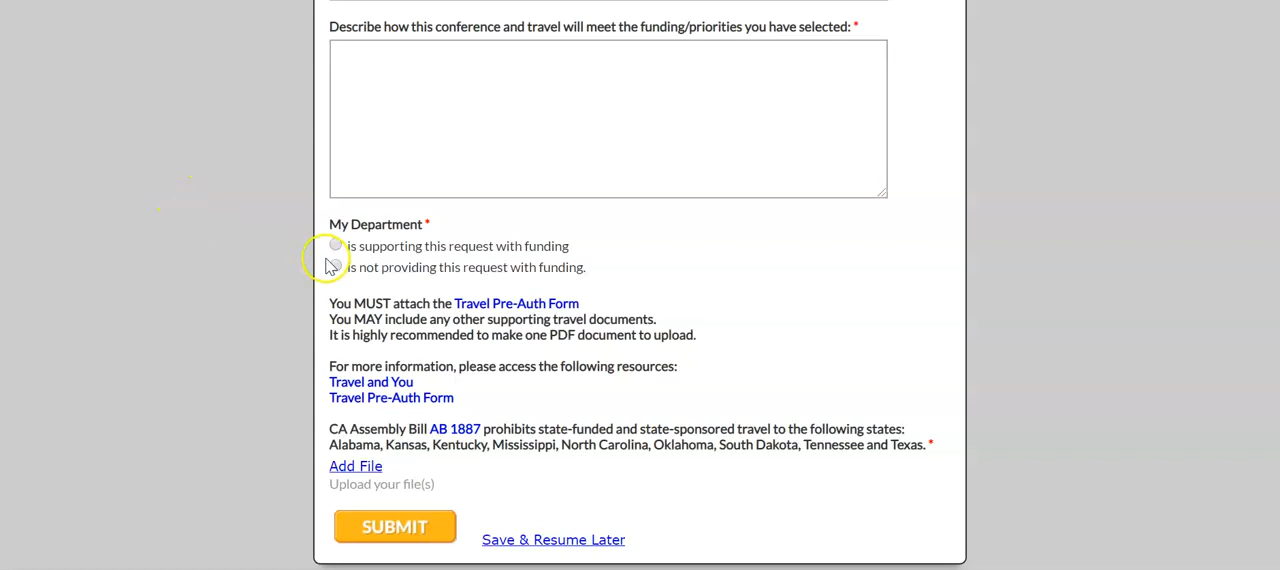 Describe how this conference and travel will meet the funding/priorities you have selected: *
My Department *
is supporting this request with funding
is not providing this request with funding.
You MUST attach the Travel Pre-Auth Form
You MAY include any other supporting travel documents.
It is highly recommended to make one PDF document to upload.
For more information, please access the following resources:
Travel and You
Travel Pre-Auth Form
CA Assembly Bill AB 1887 prohibits state-funded and state-sponsored travel to the following states:
Alabama, Kansas, Kentucky, Mississippi, North Carolina, Oklahoma, South Dakota, Tennessee and Texas. *
Add File
Upload your file(s)
SUBMIT
Save & Resume Later